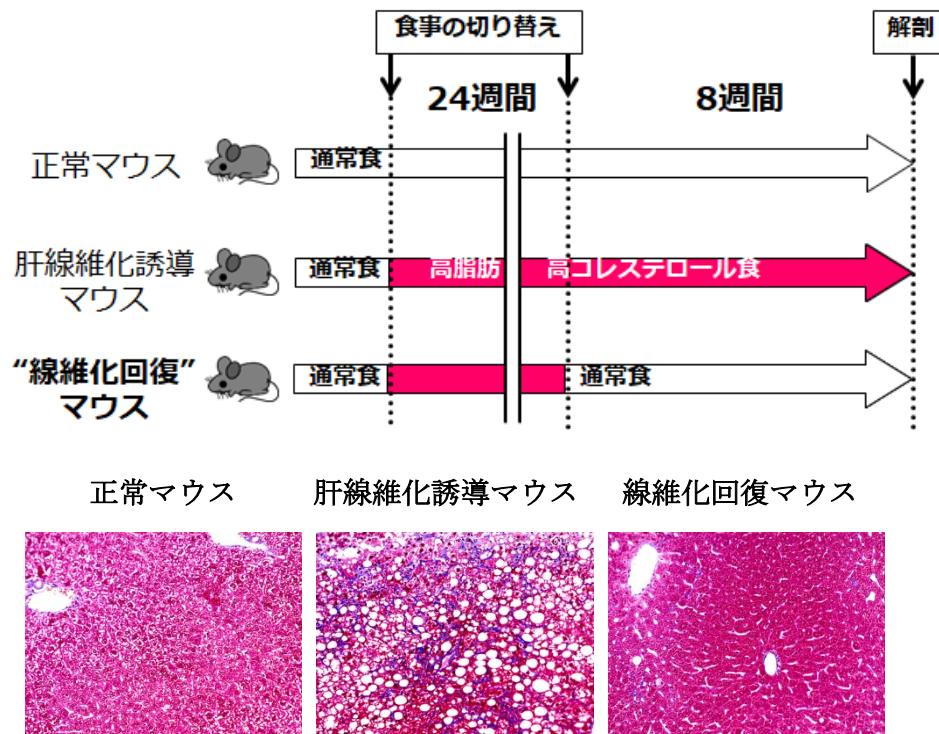 食事の切り替え
解剖
24週間
8週間
正常マウス
通常食
肝線維化誘導
マウス
通常食
高脂肪
高コレステロール食
“線維化回復”
マウス
通常食
通常食
正常マウス
肝線維化誘導マウス
線維化回復マウス